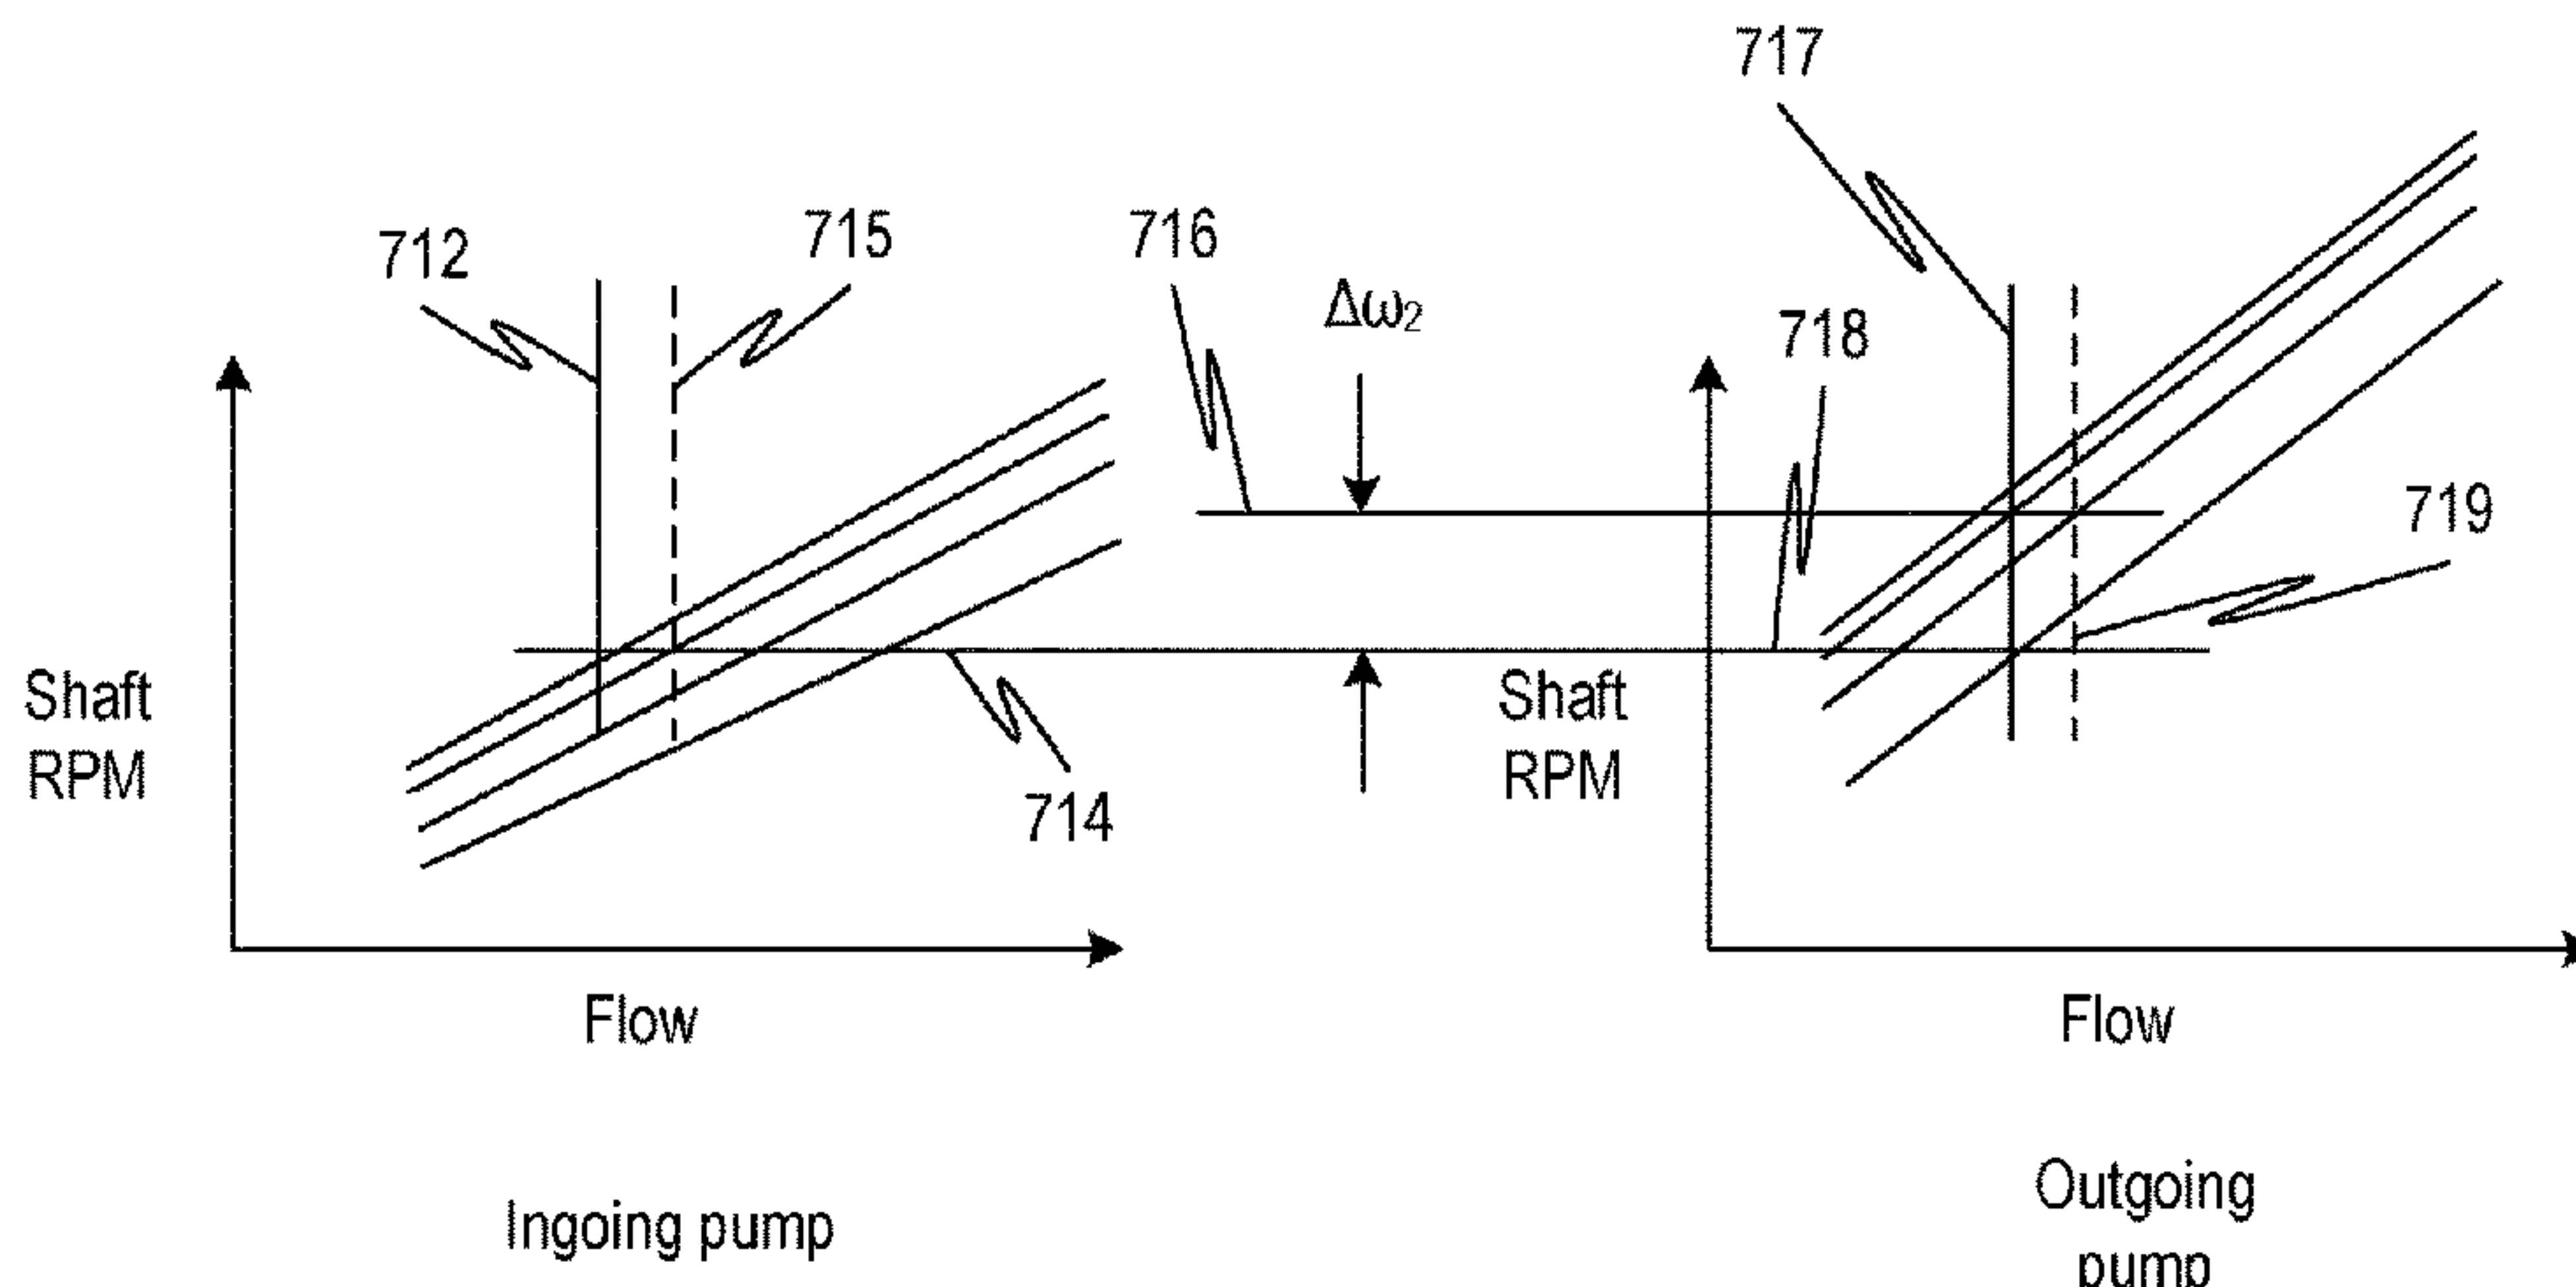 717
712
715
716
Δω₂
718
719
Shaft
RPM
Shaft
RPM
714
Flow
Flow
Ingoing pump
Outgoing
pump